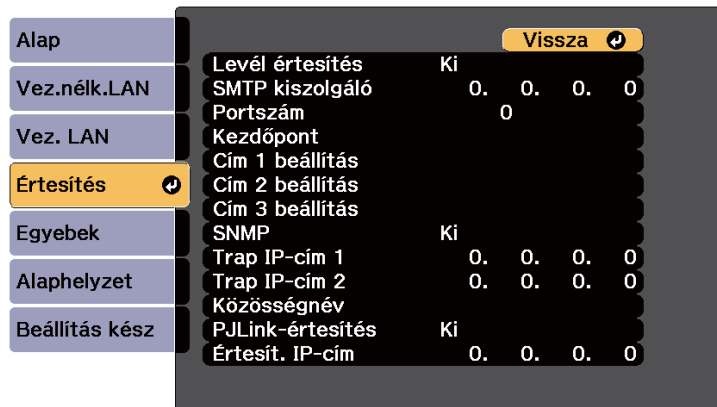 Alap
Vez.nélk.LAN
Vez. LAN
Értesítés
Egyebek
Alaphelyzet
Beállítás kész
Vissza
Levél értesítés Ki
SMTP kiszolgáló 0. 0. 0. 0
Portszám 0
Kezdőpont
Cím 1 beállítás
Cím 2 beállítás
Cím 3 beállítás
SNMP Ki
Trap IP-cím 1 0. 0. 0. 0
Trap IP-cím 2 0. 0. 0. 0
Közösségnév
PJLink-értesítés Ki
Értesít. IP-cím 0. 0. 0. 0